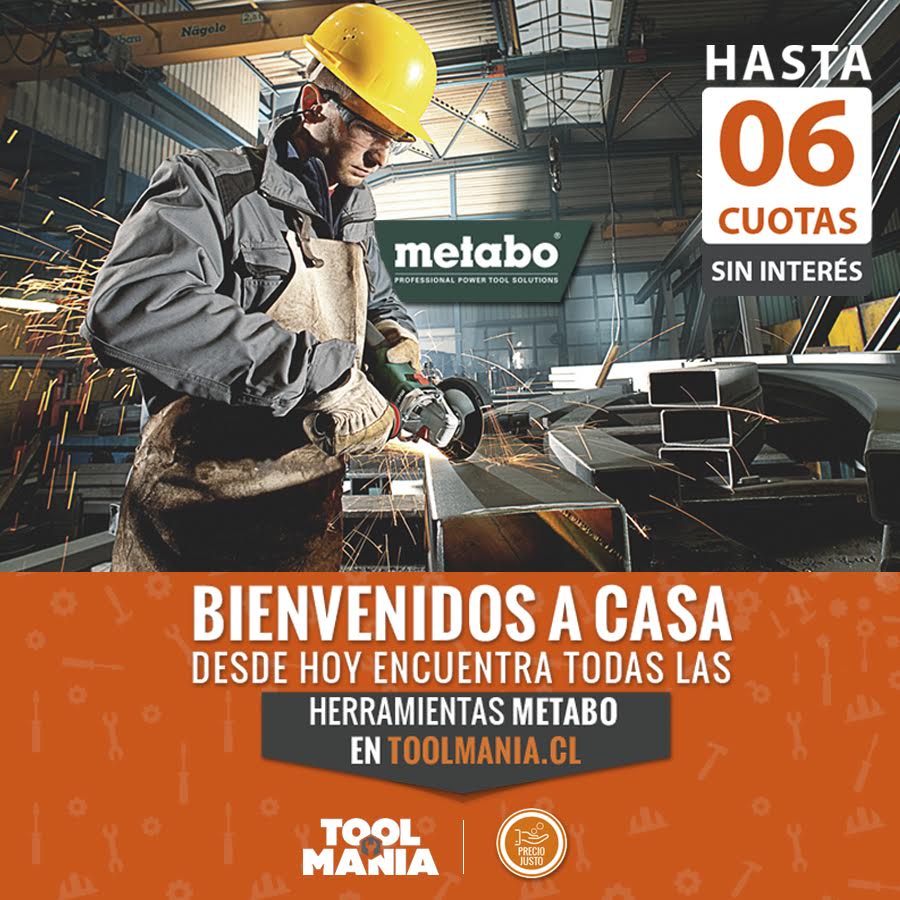 Nägele
HASTA
06
CUOTAS
SIN INTERÉS
metabo®
PROFESSIONAL POWER TOOL SOLUTIONS
BIENVENIDOS A CASA
DESDE HOY ENCUENTRA TODAS LAS
HERRAMIENTAS METABO
EN TOOLMANIA.CL
TOOL
MANIA
PRECIO
JUSTO